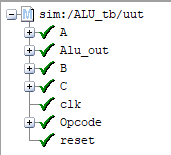 sim:/ALU_tb/uut
A
Alu_out
B
C
clk
Opcode
reset